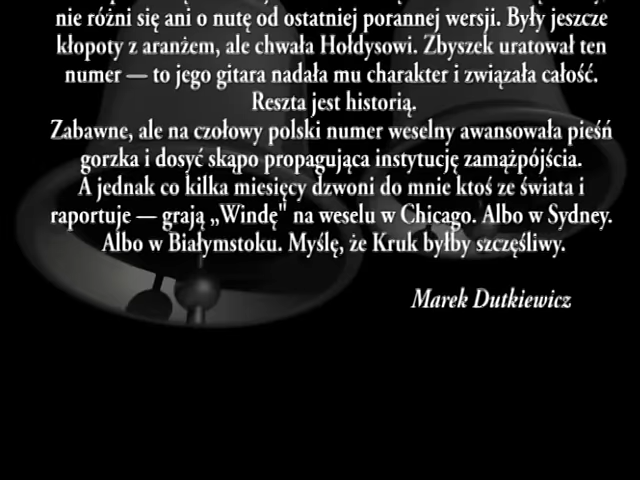 nie różni się ani o nutę od ostatniej porannej wersji. Były jeszcze
kłopoty z aranżem, ale chwała Hołdysowi. Zbyszek uratował ten
numer — to jego gitara nadała mu charakter i związała całość.
Reszta jest historią.
Zabawne, ale na czołowy polski numer weselny awansowała pieśń
gorzka i dosyć skąpo propagująca instytucję zamążpójścia.
A jednak co kilka miesięcy dzwoni do mnie ktoś ze świata i
raportuje — grają „Windę" na weselu w Chicago. Albo w Sydney.
Albo w Białymstoku. Myślę, że Kruk byłby szczęśliwy.
Marek Dutkiewicz